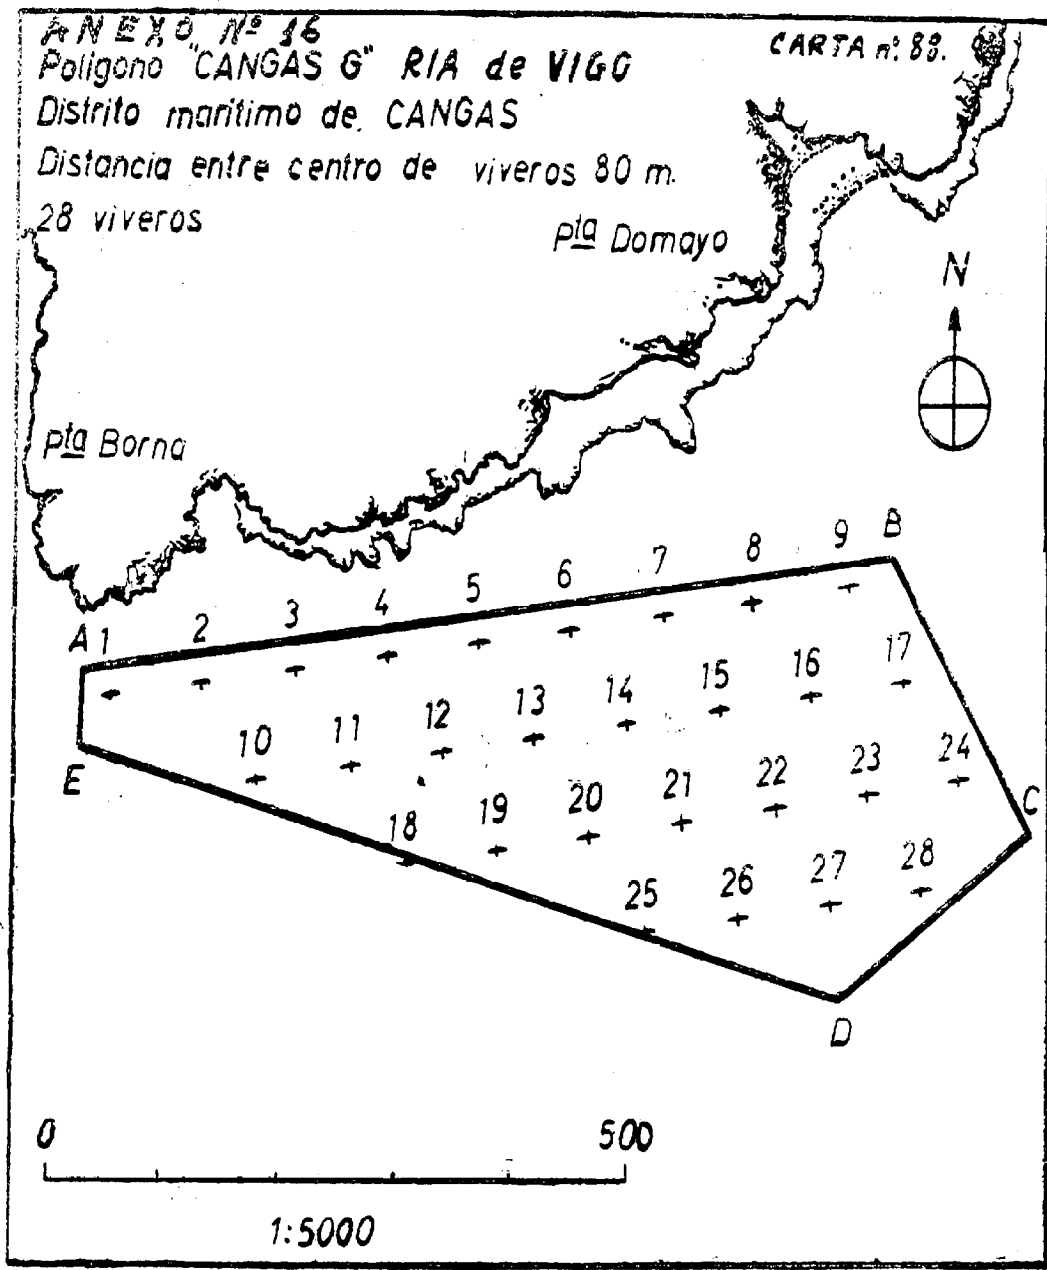 ANEXO Nº 16
CARTA nº 88.
Poligono "CANGAS G" RIA de VIGO
Distrito maritimo de CANGAS
Distancia entre centro de viveros 80 m.
28 viveros
Pta Domayo
N
Pta Borna
A 1 2 3 4 5 6 7 8 9 B
10 11 12 13 14 15 16 17
E
18 19 20 21 22 23 24 C
25 26 27 28
D
0 500
1:5000